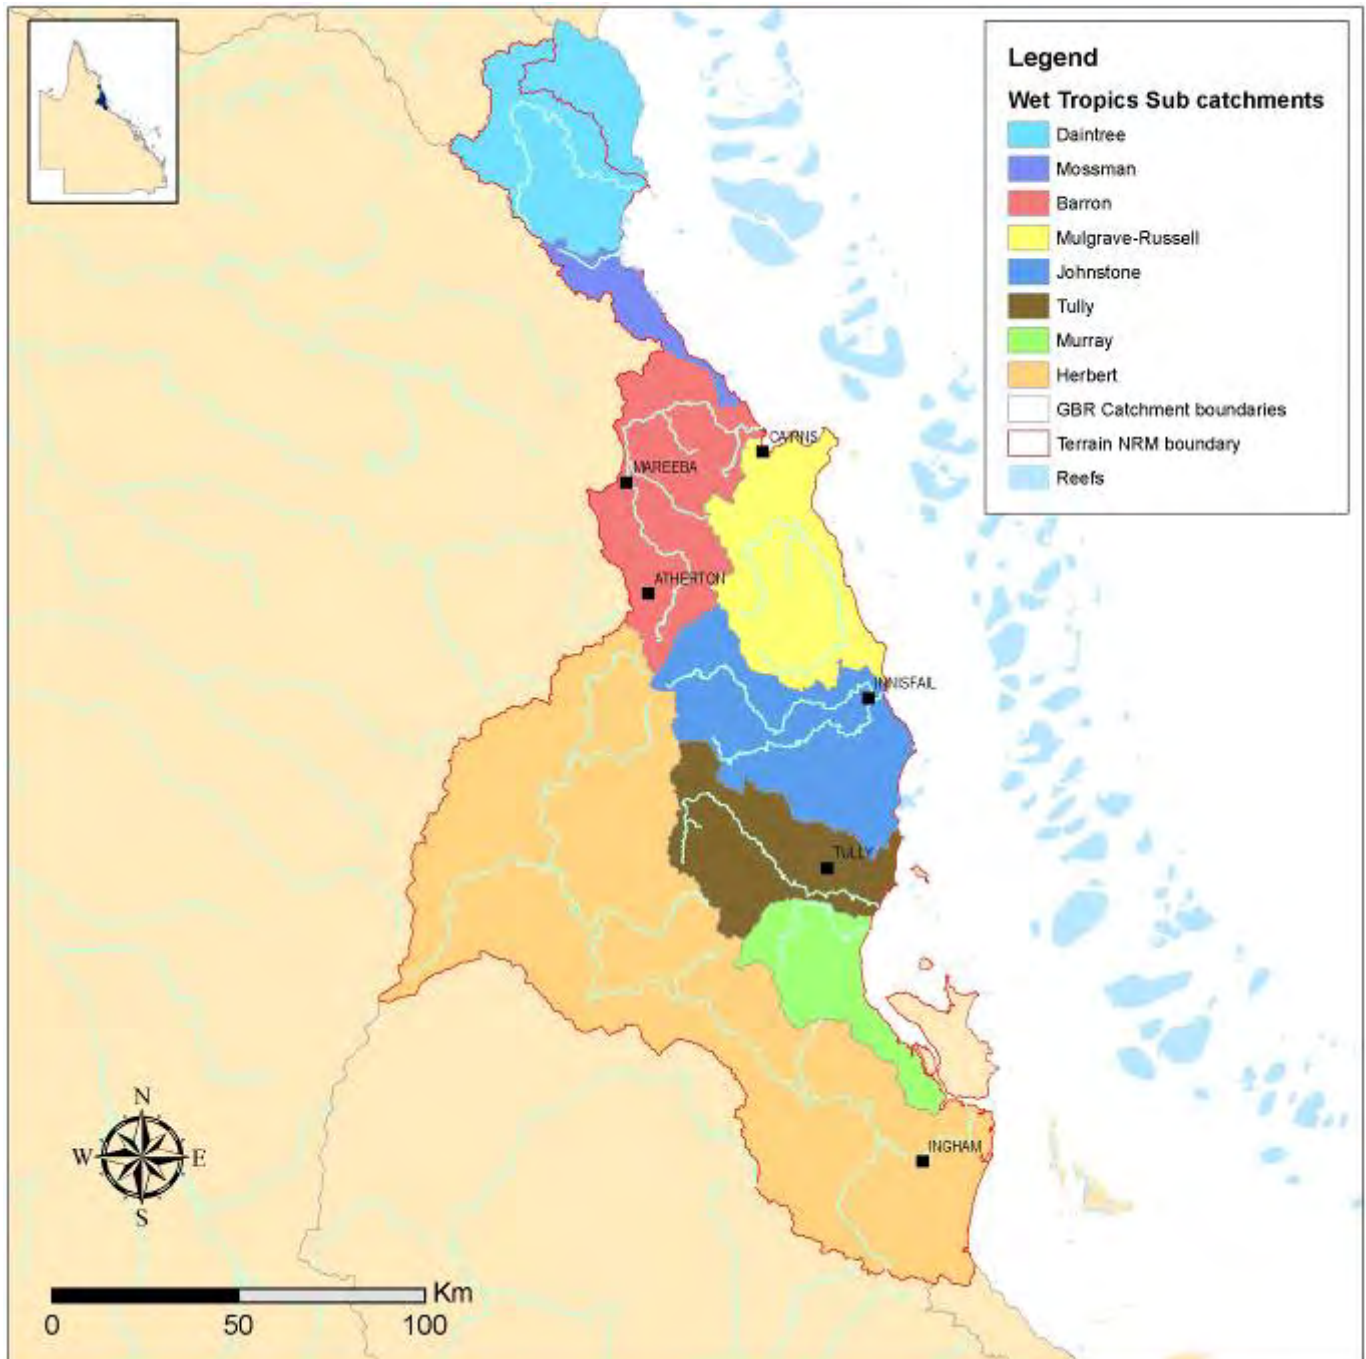 Legend
Wet Tropics Sub catchments
Daintree
Mossman
Barron
Mulgrave-Russell
Johnstone
Tully
Murray
Herbert
GBR Catchment boundaries
Terrain NRM boundary
Reefs
CAIRNS
MAREEBA
ATHERTON
INNISFAIL
TULLY
INGHAM
N
W E
S
Km
0 50 100